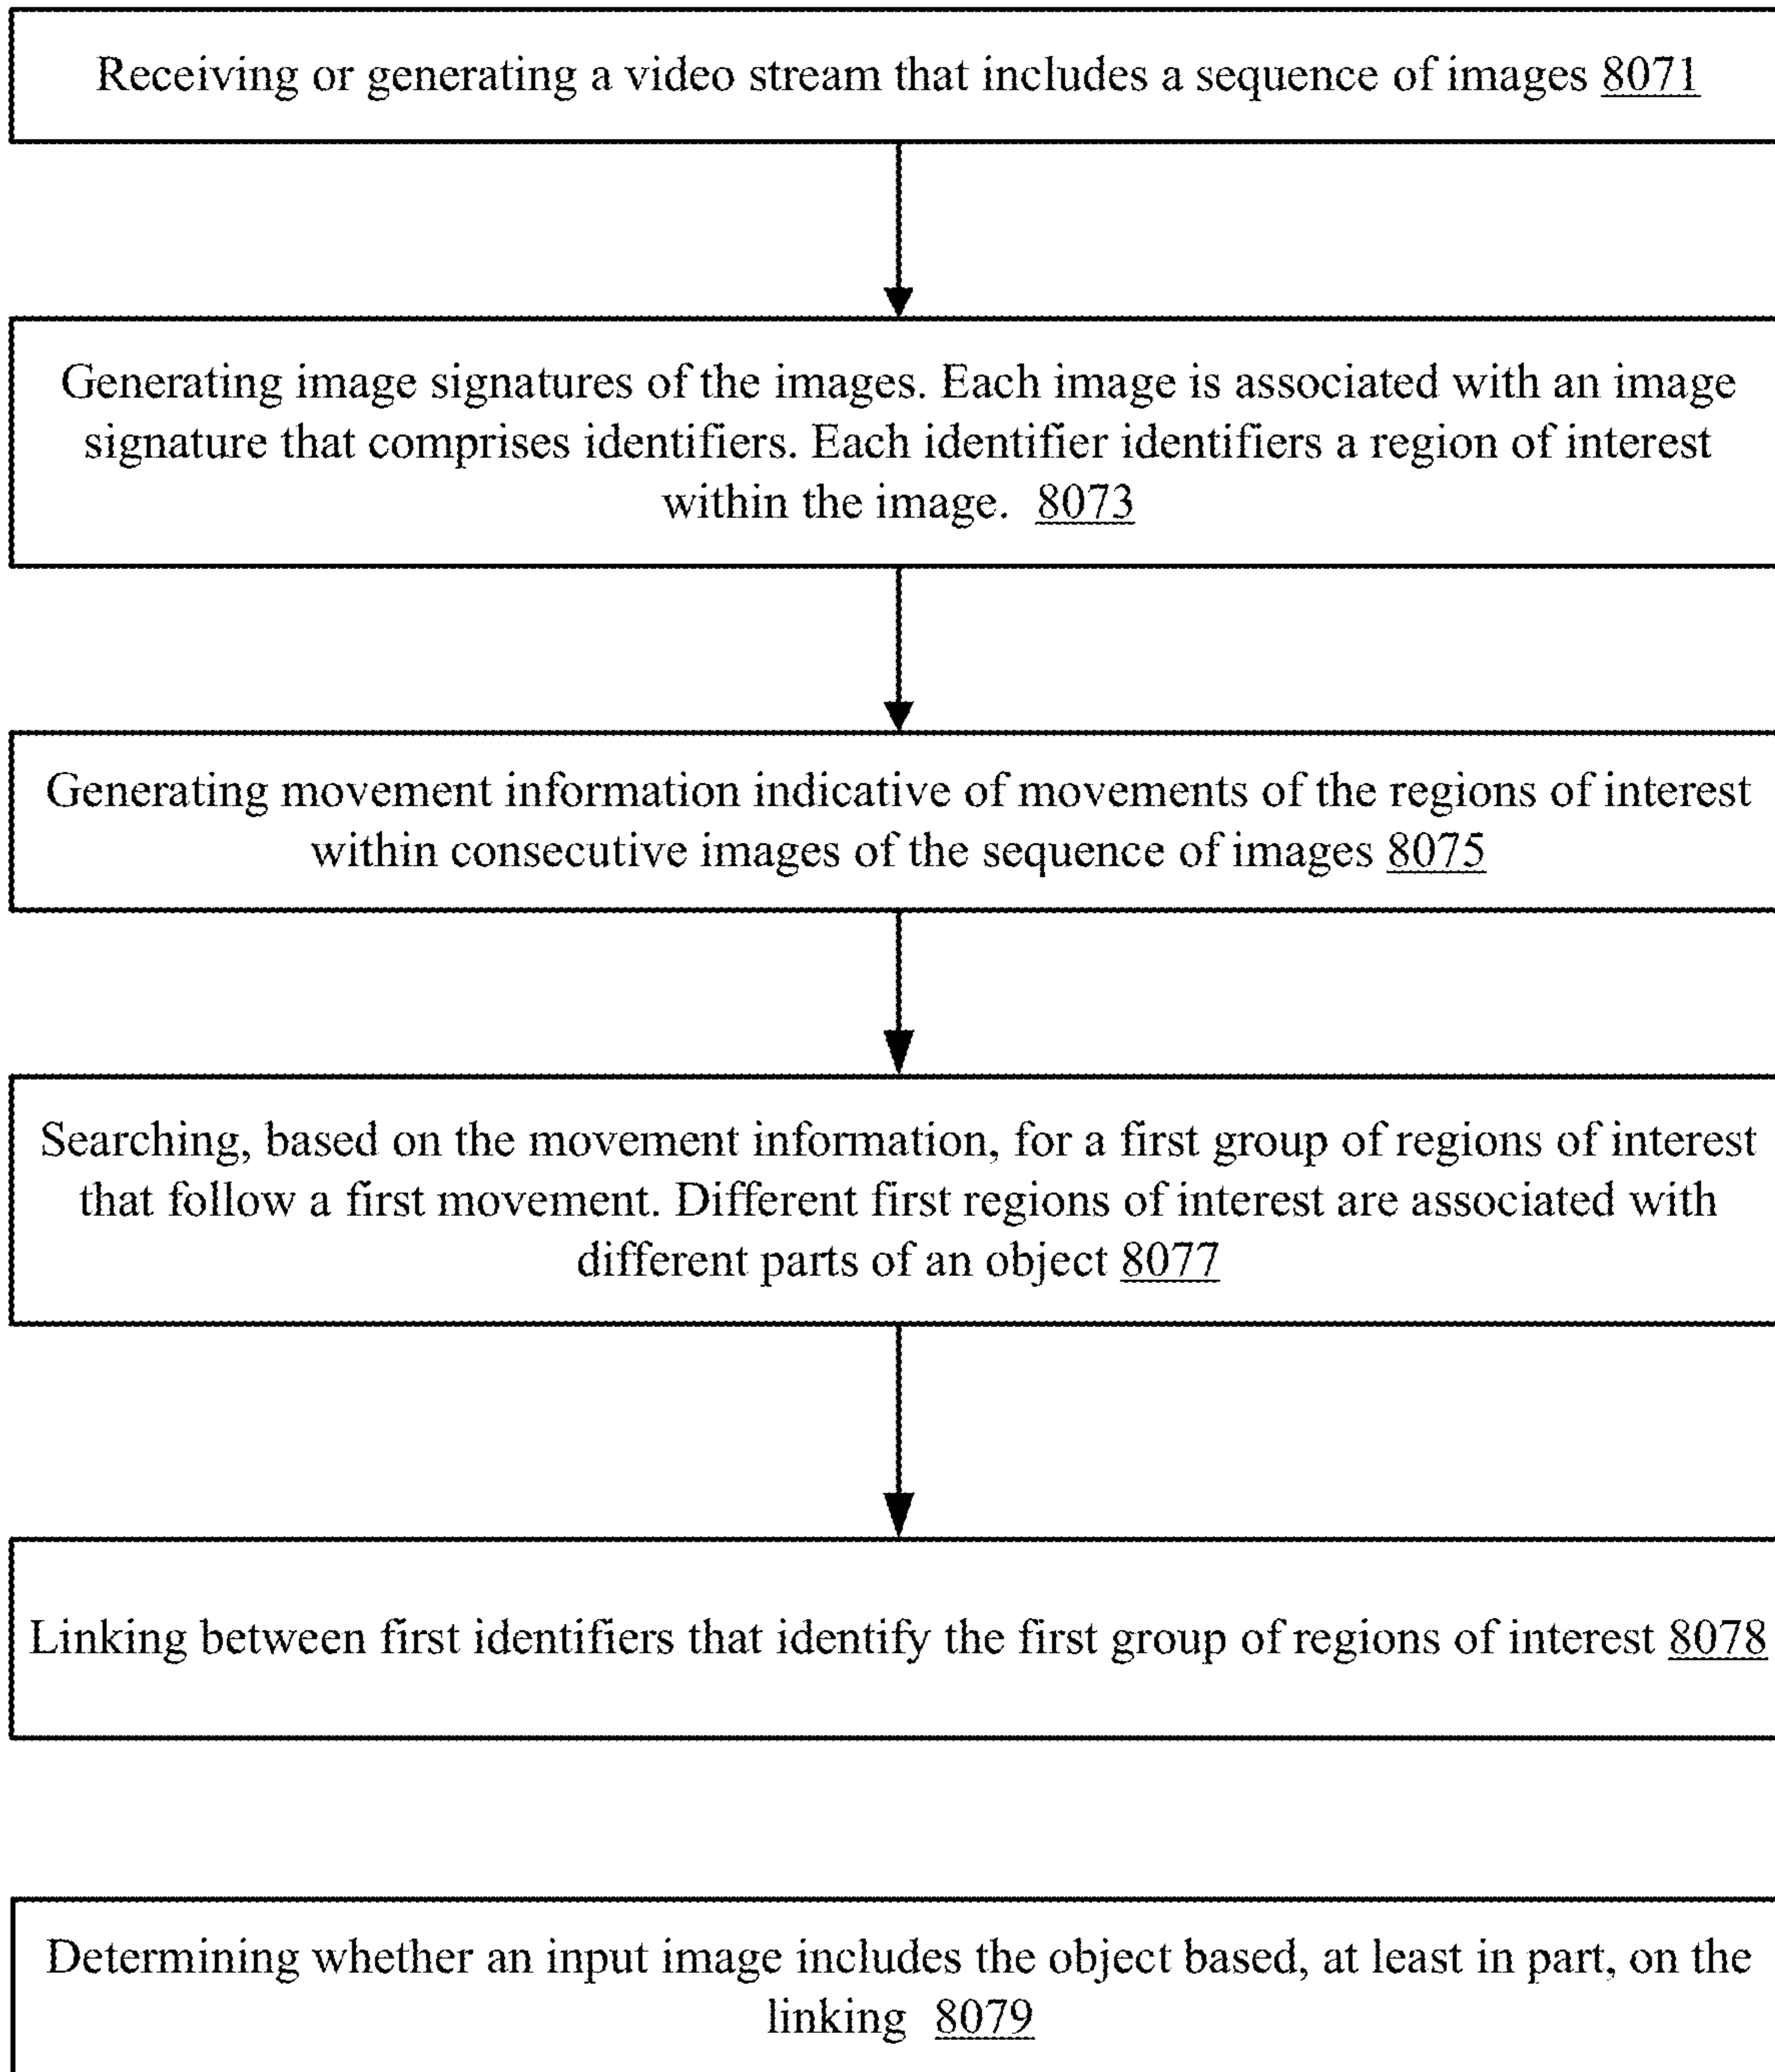 Receiving or generating a video stream that includes a sequence of images 8071
Generating image signatures of the images. Each image is associated with an image
signature that comprises identifiers. Each identifier identifiers a region of interest
within the image. 8073
Generating movement information indicative of movements of the regions of interest
within consecutive images of the sequence of images 8075
Searching, based on the movement information, for a first group of regions of interest
that follow a first movement. Different first regions of interest are associated with
different parts of an object 8077
Linking between first identifiers that identify the first group of regions of interest 8078
Determining whether an input image includes the object based, at least in part, on the
linking 8079